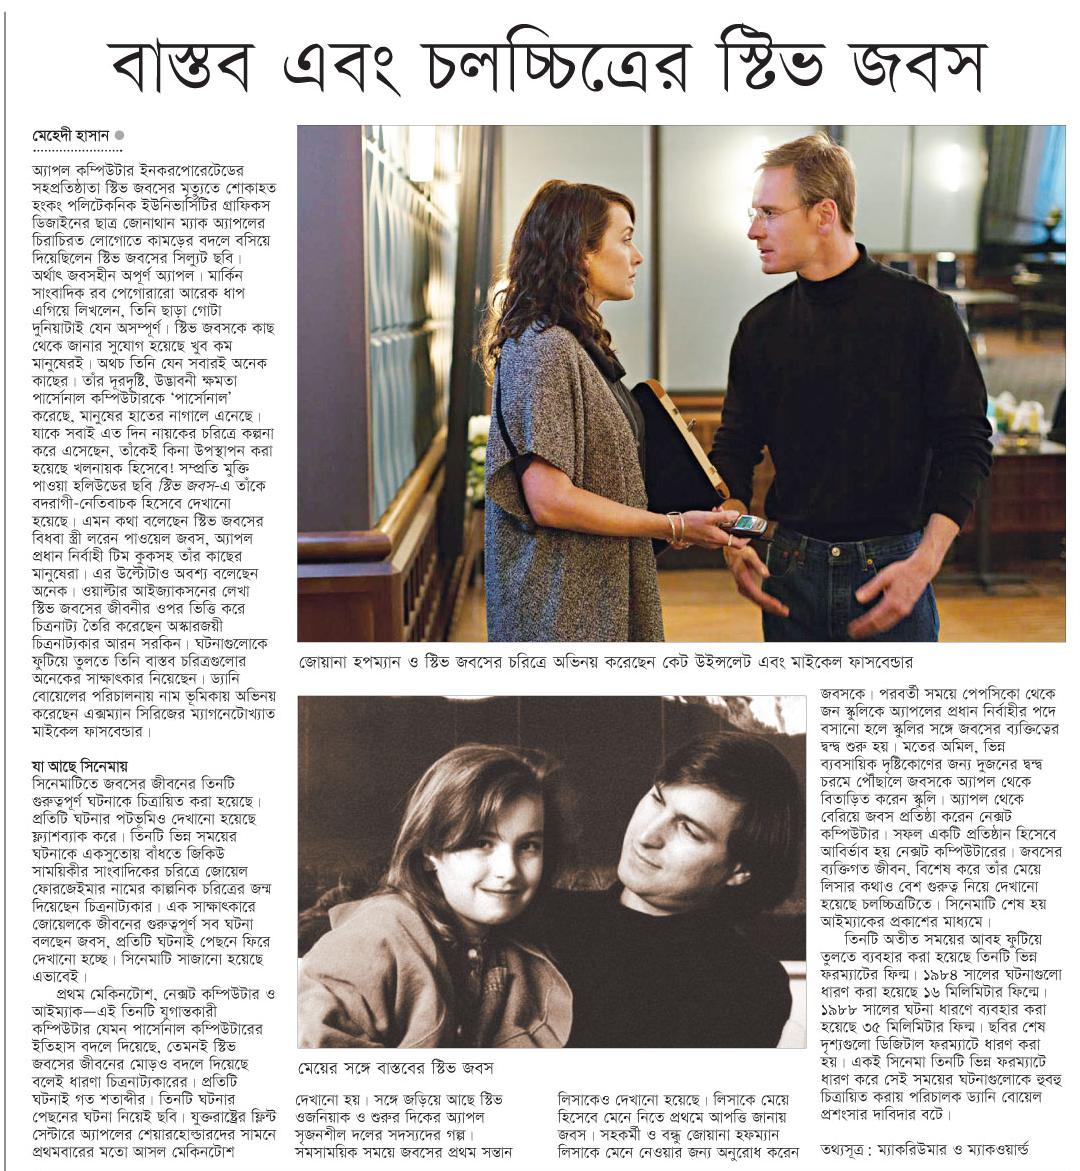 বাস্তব এবং চলচ্চিত্রের স্টিভ জবস
মেহেদী হাসান
অ্যাপল কম্পিউটার ইনকরপোরেটেডের
সহপ্রতিষ্ঠাতা স্টিভ জবসের মৃত্যুতে শোকাহত
হংকং পলিটেকনিক ইউনিভার্সিটির গ্রাফিকস
ডিজাইনের ছাত্র জোনাথান ম্যাক অ্যাপলের
চিরাচিরত লোগোতে কামড়ের বদলে বসিয়ে
দিয়েছিলেন স্টিভ জবসের সিল্যুট ছবি।
অর্থাৎ জবসহীন অপূর্ণ অ্যাপল। মার্কিন
সাংবাদিক রব পেগোরারো আরেক ধাপ
এগিয়ে লিখলেন, তিনি ছাড়া গোটা
দুনিয়াটাই যেন অসম্পূর্ণ। স্টিভ জবসকে কাছ
থেকে জানার সুযোগ হয়েছে খুব কম
মানুষেরই। অথচ তিনি যেন সবারই অনেক
কাছের। তাঁর দূরদৃষ্টি, উদ্ভাবনী ক্ষমতা
পার্সোনাল কম্পিউটারকে ‘পার্সোনাল’
করেছে, মানুষের হাতের নাগালে এনেছে।
যাকে সবাই এত দিন নায়কের চরিত্রে কল্পনা
করে এসেছেন, তাঁকেই কিনা উপস্থাপন করা
হয়েছে খলনায়ক হিসেবে! সম্প্রতি মুক্তি
পাওয়া হলিউডের ছবি স্টিভ জবস-এ তাঁকে
বদরাগী-নেতিবাচক হিসেবে দেখানো
হয়েছে। এমন কথা বলেছেন স্টিভ জবসের
বিধবা স্ত্রী লরেন পাওয়েল জবস, অ্যাপল
প্রধান নির্বাহী টিম কুকসহ তাঁর কাছের
মানুষেরা। এর উল্টোটাও অবশ্য বলেছেন
অনেক। ওয়াল্টার আইজ্যাকসনের লেখা
স্টিভ জবসের জীবনীর ওপর ভিত্তি করে
চিত্রনাট্য তৈরি করেছেন অস্কারজয়ী
চিত্রনাট্যকার আরন সরকিন। ঘটনাগুলোকে
ফুটিয়ে তুলতে তিনি বাস্তব চরিত্রগুলোর
অনেকের সাক্ষাৎকার নিয়েছেন। ড্যানি
বোয়েলের পরিচালনায় নাম ভূমিকায় অভিনয়
করেছেন এক্সম্যান সিরিজের ম্যাগনেটোখ্যাত
মাইকেল ফাসবেন্ডার।
যা আছে সিনেমায়
সিনেমাটিতে জবসের জীবনের তিনটি
গুরুত্বপূর্ণ ঘটনাকে চিত্রায়িত করা হয়েছে।
প্রতিটি ঘটনার পটভূমিও দেখানো হয়েছে
ফ্ল্যাশব্যাক করে। তিনটি ভিন্ন সময়ের
ঘটনাকে একসুতোয় বাঁধতে জিকিউ
সাময়িকীর সাংবাদিকের চরিত্রে জোয়েল
ফোরজেইমার নামের কাল্পনিক চরিত্রের জন্ম
দিয়েছেন চিত্রনাট্যকার। এক সাক্ষাৎকারে
জোয়েলকে জীবনের গুরুত্বপূর্ণ সব ঘটনা
বলছেন জবস, প্রতিটি ঘটনাই পেছনে ফিরে
দেখানো হচ্ছে। সিনেমাটি সাজানো হয়েছে
এভাবেই।
প্রথম মেকিনটোশ, নেক্সট কম্পিউটার ও
আইম্যাক—এই তিনটি যুগান্তকারী
কম্পিউটার যেমন পার্সোনাল কম্পিউটারের
ইতিহাস বদলে দিয়েছে, তেমনই স্টিভ
জবসের জীবনের মোড়ও বদলে দিয়েছে
বলেই ধারণা চিত্রনাট্যকারের। প্রতিটি
ঘটনাই গত শতাব্দীর। তিনটি ঘটনার
পেছনের ঘটনা নিয়েই ছবি। যুক্তরাষ্ট্রের ফ্লিন্ট
সেন্টারে অ্যাপলের শেয়ারহোল্ডারদের সামনে
প্রথমবারের মতো আসল মেকিনটোশ
জোয়ানা হপম্যান ও স্টিভ জবসের চরিত্রে অভিনয় করেছেন কেট উইন্সলেট এবং মাইকেল ফাসবেন্ডার
মেয়ের সঙ্গে বাস্তবের স্টিভ জবস
দেখানো হয়। সঙ্গে জড়িয়ে আছে স্টিভ
ওজনিয়াক ও শুরুর দিকের অ্যাপল
সৃজনশীল দলের সদস্যদের গল্প।
সমসাময়িক সময়ে জবসের প্রথম সন্তান
লিসাকেও দেখানো হয়েছে। লিসাকে মেয়ে
হিসেবে মেনে নিতে প্রথমে আপত্তি জানায়
জবস। সহকর্মী ও বন্ধু জোয়ানা হফম্যান
লিসাকে মেনে নেওয়ার জন্য অনুরোধ করেন
জবসকে। পরবর্তী সময়ে পেপসিকো থেকে
জন স্কুলিকে অ্যাপলের প্রধান নির্বাহীর পদে
বসানো হলে স্কুলির সঙ্গে জবসের ব্যক্তিত্বের
দ্বন্দ্ব শুরু হয়। মতের অমিল, ভিন্ন
ব্যবসায়িক দৃষ্টিকোণের জন্য দুজনের দ্বন্দ্ব
চরমে পৌঁছালে জবসকে অ্যাপল থেকে
বিতাড়িত করেন স্কুলি। অ্যাপল থেকে
বেরিয়ে জবস প্রতিষ্ঠা করেন নেক্সট
কম্পিউটার। সফল একটি প্রতিষ্ঠান হিসেবে
আবির্ভাব হয় নেক্সট কম্পিউটারের। জবসের
ব্যক্তিগত জীবন, বিশেষ করে তাঁর মেয়ে
লিসার কথাও বেশ গুরুত্ব নিয়ে দেখানো
হয়েছে চলচ্চিত্রটিতে। সিনেমাটি শেষ হয়
আইম্যাকের প্রকাশের মাধ্যমে।
তিনটি অতীত সময়ের আবহ ফুটিয়ে
তুলতে ব্যবহার করা হয়েছে তিনটি ভিন্ন
ফরম্যাটের ফিল্ম। ১৯৮৪ সালের ঘটনাগুলো
ধারণ করা হয়েছে ১৬ মিলিমিটার ফিল্মে।
১৯৮৮ সালের ঘটনা ধারণে ব্যবহার করা
হয়েছে ৩৫ মিলিমিটার ফিল্ম। ছবির শেষ
দৃশ্যগুলো ডিজিটাল ফরম্যাটে ধারণ করা
হয়। একই সিনেমা তিনটি ভিন্ন ফরম্যাটে
ধারণ করে সেই সময়ের ঘটনাগুলোকে হুবহু
চিত্রায়িত করায় পরিচালক ড্যানি বোয়েল
প্রশংসার দাবিদার বটে।
তথ্যসূত্র : ম্যাকরিউমার ও ম্যাকওয়ার্ল্ড